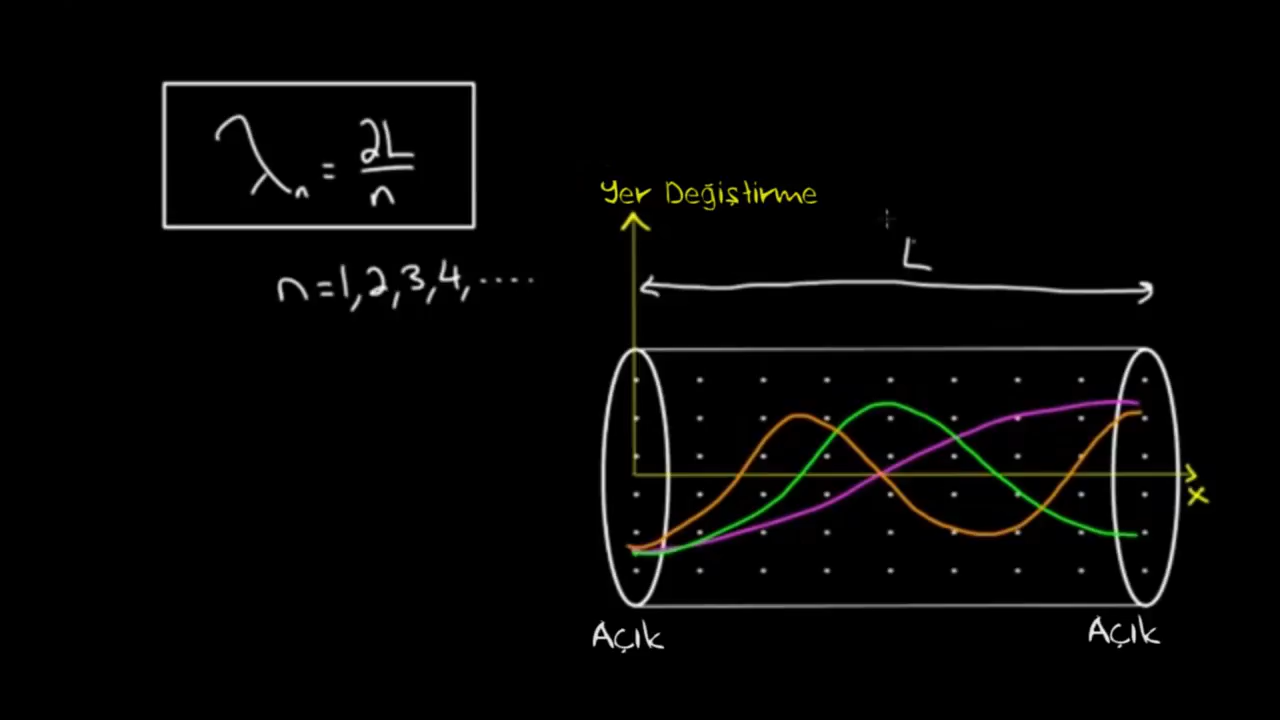 λn = 2L/n
n=1,2,3,4,.....
Yer Değiştirme
L
x
Açık
Açık